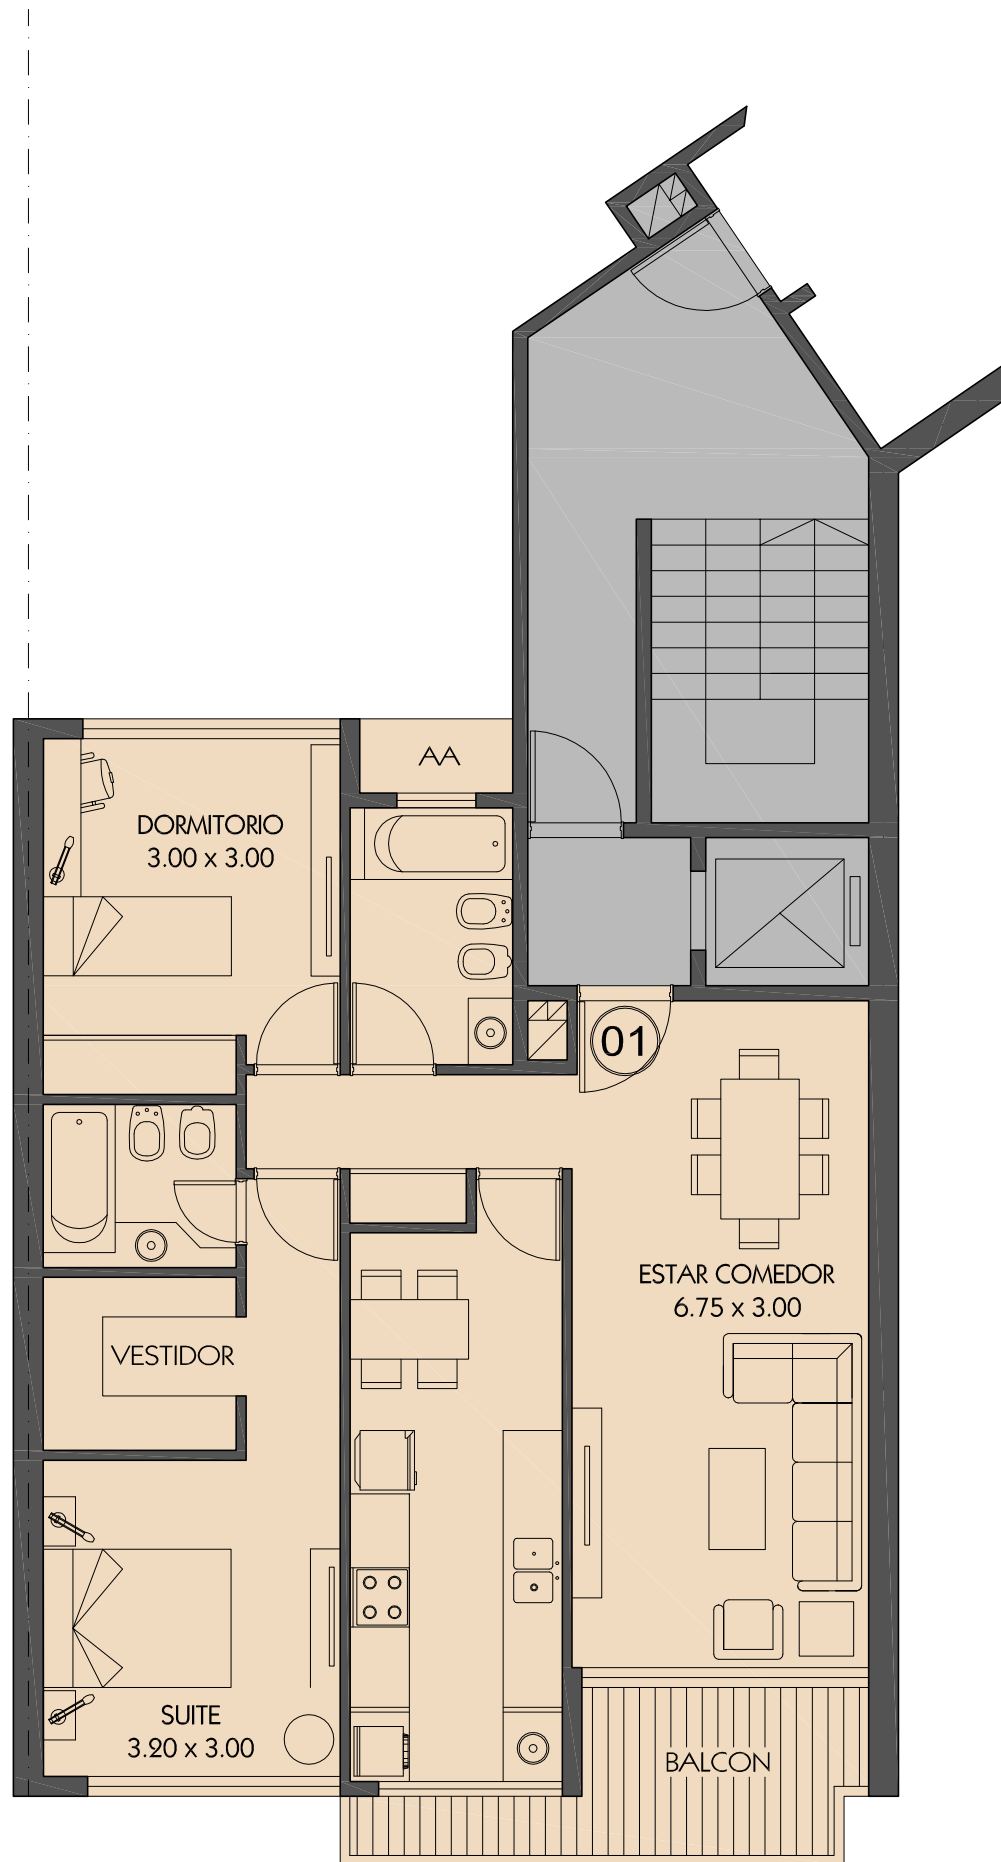 AA
DORMITORIO
3.00 x 3.00
01
ESTAR COMEDOR
6.75 x 3.00
VESTIDOR
SUITE
3.20 x 3.00
BALCON